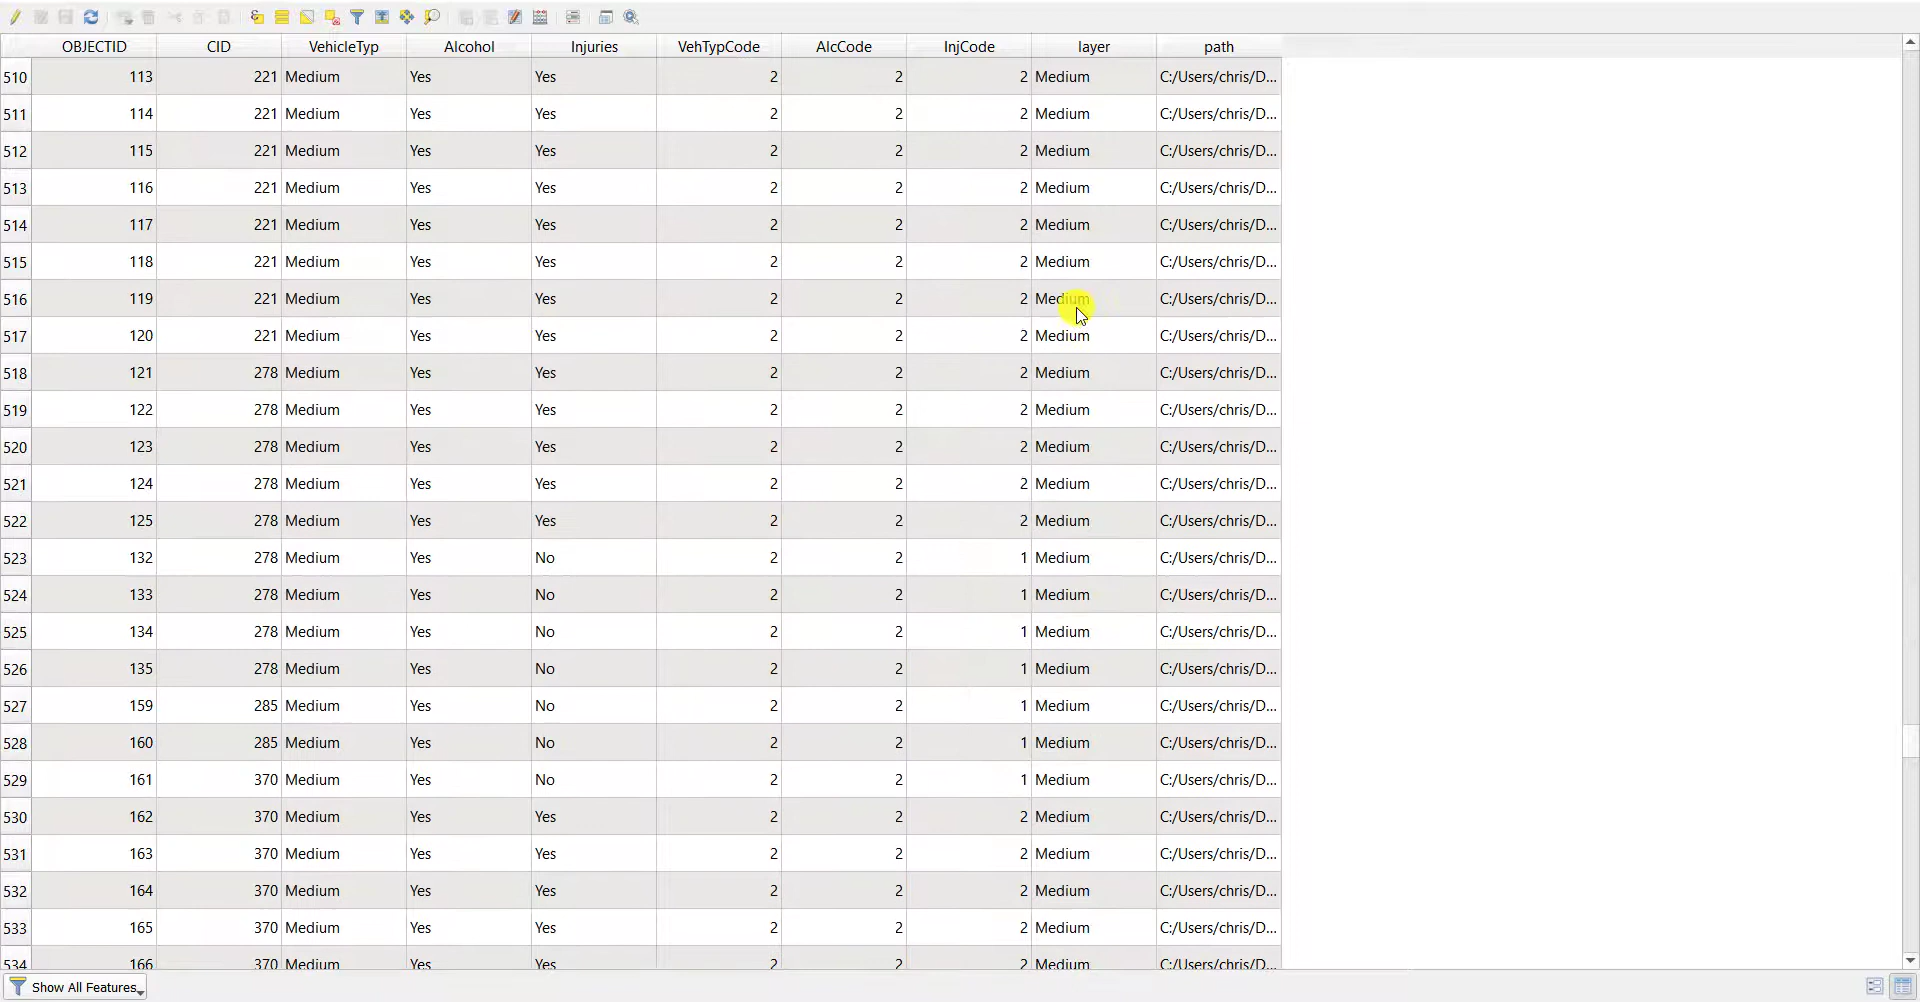 OBJECTID CID VehicleTyp Alcohol Injuries VehTypCode AlcCode InjCode layer path
510 113 221 Medium Yes Yes 2 2 2 Medium C:/Users/chris/D...
511 114 221 Medium Yes Yes 2 2 2 Medium C:/Users/chris/D...
512 115 221 Medium Yes Yes 2 2 2 Medium C:/Users/chris/D...
513 116 221 Medium Yes Yes 2 2 2 Medium C:/Users/chris/D...
514 117 221 Medium Yes Yes 2 2 2 Medium C:/Users/chris/D...
515 118 221 Medium Yes Yes 2 2 2 Medium C:/Users/chris/D...
516 119 221 Medium Yes Yes 2 2 2 Medium C:/Users/chris/D...
517 120 221 Medium Yes Yes 2 2 2 Medium C:/Users/chris/D...
518 121 278 Medium Yes Yes 2 2 2 Medium C:/Users/chris/D...
519 122 278 Medium Yes Yes 2 2 2 Medium C:/Users/chris/D...
520 123 278 Medium Yes Yes 2 2 2 Medium C:/Users/chris/D...
521 124 278 Medium Yes Yes 2 2 2 Medium C:/Users/chris/D...
522 125 278 Medium Yes Yes 2 2 2 Medium C:/Users/chris/D...
523 132 278 Medium Yes No 2 2 1 Medium C:/Users/chris/D...
524 133 278 Medium Yes No 2 2 1 Medium C:/Users/chris/D...
525 134 278 Medium Yes No 2 2 1 Medium C:/Users/chris/D...
526 135 278 Medium Yes No 2 2 1 Medium C:/Users/chris/D...
527 159 285 Medium Yes No 2 2 1 Medium C:/Users/chris/D...
528 160 285 Medium Yes No 2 2 1 Medium C:/Users/chris/D...
529 161 370 Medium Yes No 2 2 1 Medium C:/Users/chris/D...
530 162 370 Medium Yes Yes 2 2 2 Medium C:/Users/chris/D...
531 163 370 Medium Yes Yes 2 2 2 Medium C:/Users/chris/D...
532 164 370 Medium Yes Yes 2 2 2 Medium C:/Users/chris/D...
533 165 370 Medium Yes Yes 2 2 2 Medium C:/Users/chris/D...
534 166 370 Medium Yes Yes 2 2 2 Medium C:/Users/chris/D...
Show All Features